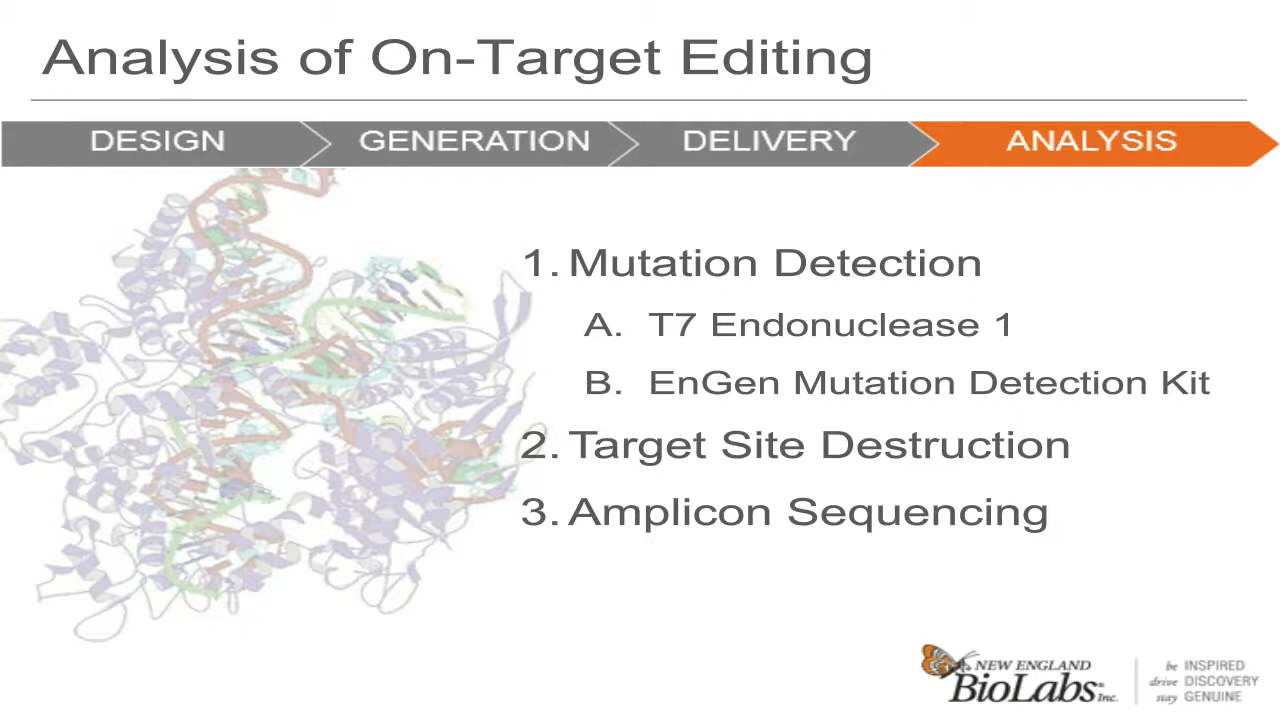 Analysis of On-Target Editing
DESIGN GENERATION DELIVERY ANALYSIS
1. Mutation Detection
A. T7 Endonuclease 1
B. EnGen Mutation Detection Kit
2. Target Site Destruction
3. Amplicon Sequencing
NEW ENGLAND
BioLabs® Inc.
be INSPIRED
drive DISCOVERY
stay GENUINE